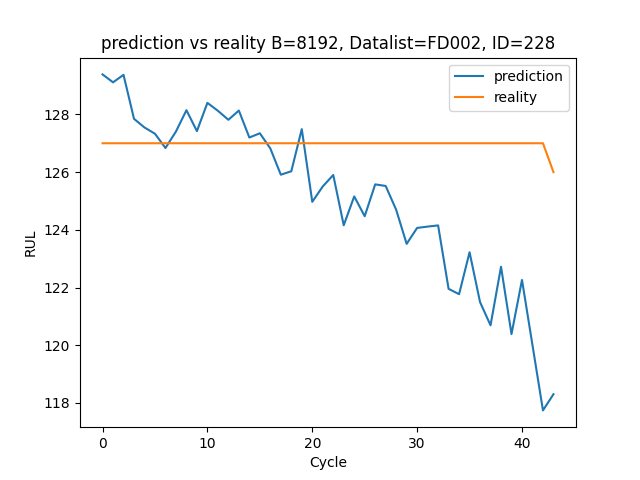 prediction vs reality B=8192, Datalist=FD002, ID=228
prediction
reality
RUL
128
126
124
122
120
118
0 10 20 30 40
Cycle